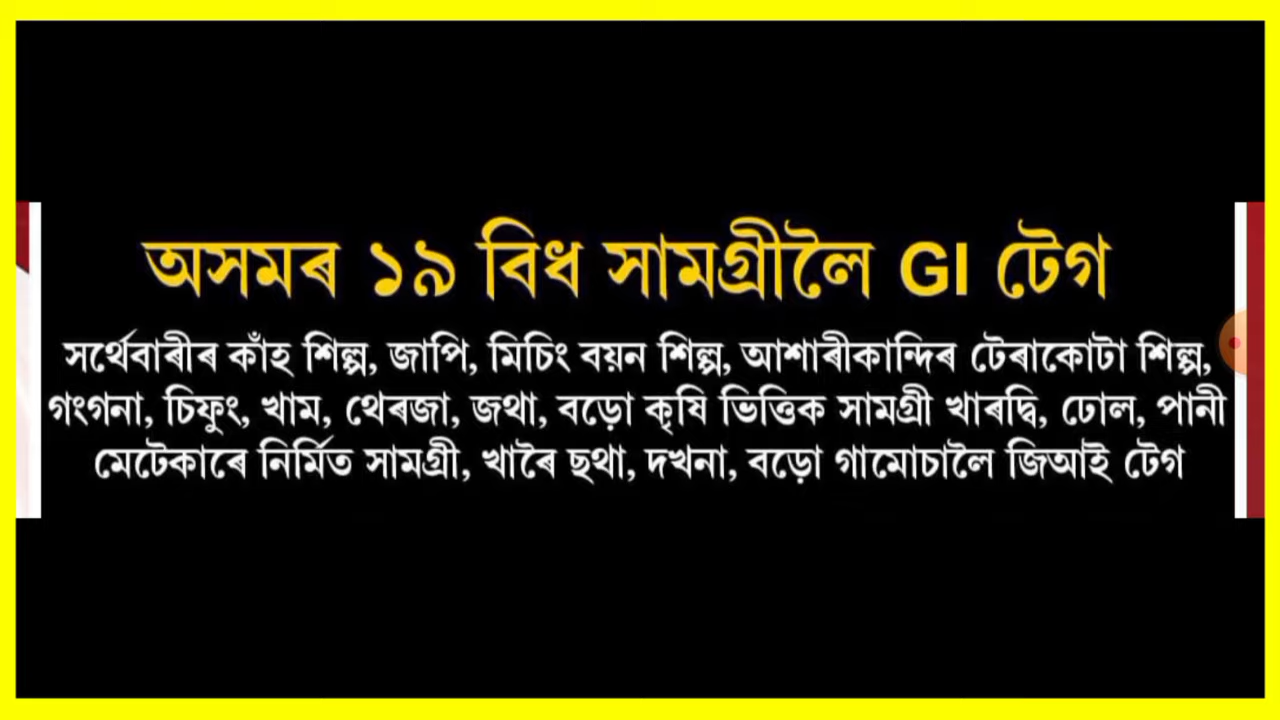 অসমৰ ১৯ বিধ সামগ্ৰীলৈ GI টেগ
সৰ্থেবাৰীৰ কাঁহ শিল্প, জাপি, মিচিং বয়ন শিল্প, আশাৰীকান্দিৰ টেৰাকোটা শিল্প,
গংগনা, চিফুং, খাম, থেৰজা, জথা, বড়ো কৃষি ভিত্তিক সামগ্ৰী খাৰদ্বি, ঢোল, পানী
মেটেকাৰে নিৰ্মিত সামগ্ৰী, খাৰৈ ছথা, দখনা, বড়ো গামোচালৈ জিআই টেগ